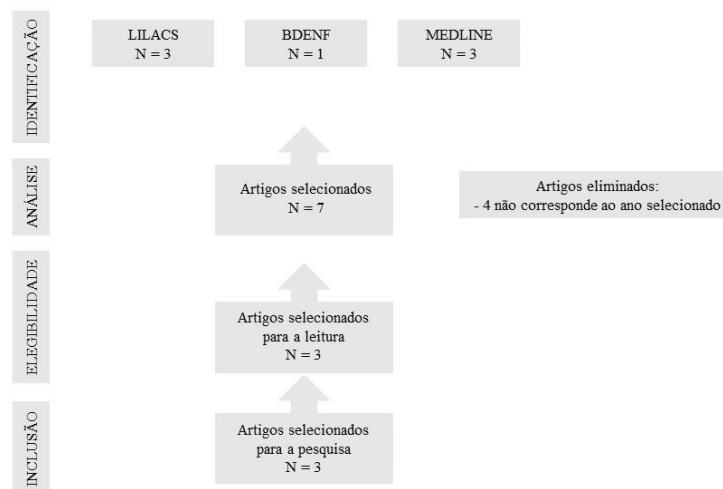 IDENTIFICAÇÃO
LILACS
N = 3
BDENF
N = 1
MEDLINE
N = 3
ANÁLISE
Artigos selecionados
N = 7
Artigos eliminados:
- 4 não corresponde ao ano selecionado
ELEGIBILIDADE
Artigos selecionados
para a leitura
N = 3
INCLUSÃO
Artigos selecionados
para a pesquisa
N = 3